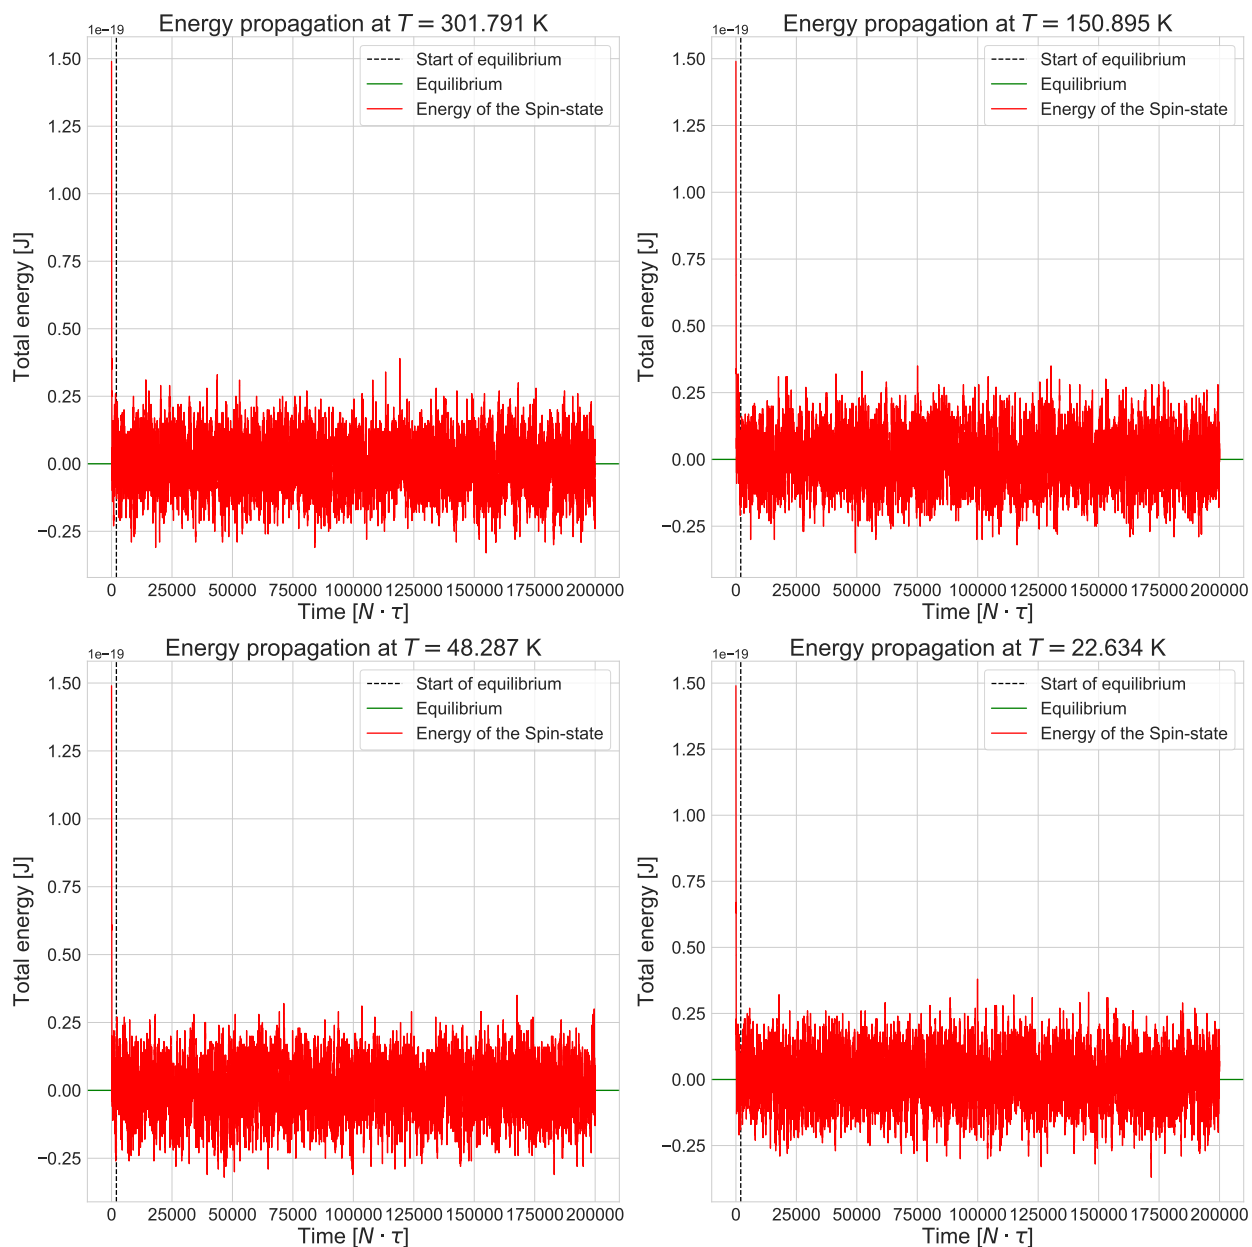 Energy propagation at T = 301.791 K
1e−19
1.50
1.25
1.00
0.75
0.50
0.25
0.00
−0.25
Total energy [J]
Start of equilibrium
Equilibrium
Energy of the Spin-state
0 25000 50000 75000 100000 125000 150000 175000 200000
Time [N · τ]
Energy propagation at T = 150.895 K
1e−19
1.50
1.25
1.00
0.75
0.50
0.25
0.00
−0.25
Total energy [J]
Start of equilibrium
Equilibrium
Energy of the Spin-state
0 25000 50000 75000 100000 125000 150000 175000 200000
Time [N · τ]
Energy propagation at T = 48.287 K
1e−19
1.50
1.25
1.00
0.75
0.50
0.25
0.00
−0.25
Total energy [J]
Start of equilibrium
Equilibrium
Energy of the Spin-state
0 25000 50000 75000 100000 125000 150000 175000 200000
Time [N · τ]
Energy propagation at T = 22.634 K
1e−19
1.50
1.25
1.00
0.75
0.50
0.25
0.00
−0.25
Total energy [J]
Start of equilibrium
Equilibrium
Energy of the Spin-state
0 25000 50000 75000 100000 125000 150000 175000 200000
Time [N · τ]